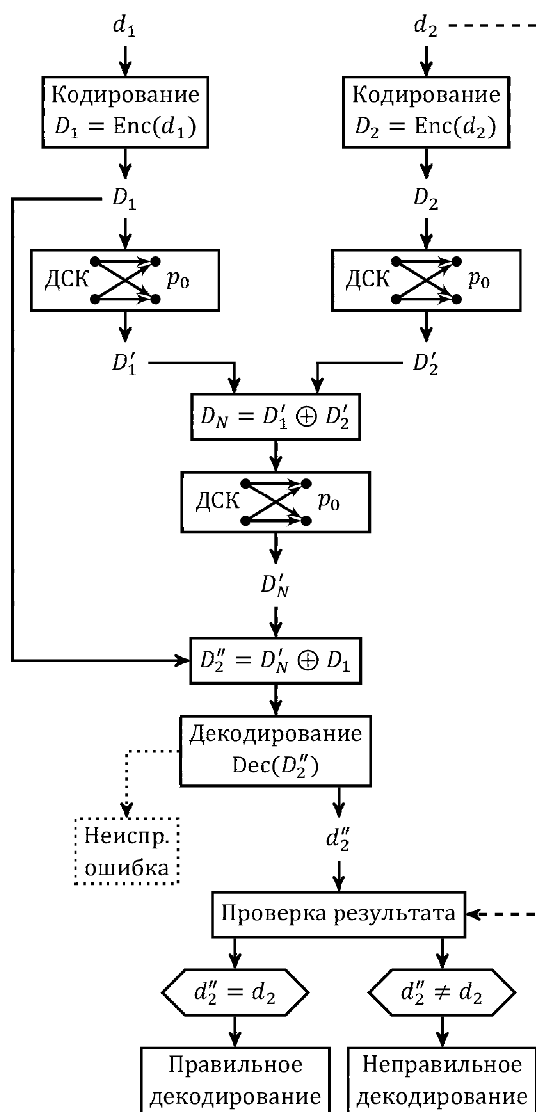 d₁
d₂
Кодирование
D₁ = Enc(d₁)
Кодирование
D₂ = Enc(d₂)
D₁
D₂
ДСК p₀
ДСК p₀
D′₁
D′₂
D_N = D′₁ ⊕ D′₂
ДСК p₀
D′_N
D″₂ = D′_N ⊕ D₁
Декодирование
Dec(D″₂)
Неиспр.
ошибка
d″₂
Проверка результата
d″₂ = d₂
d″₂ ≠ d₂
Правильное
декодирование
Неправильное
декодирование